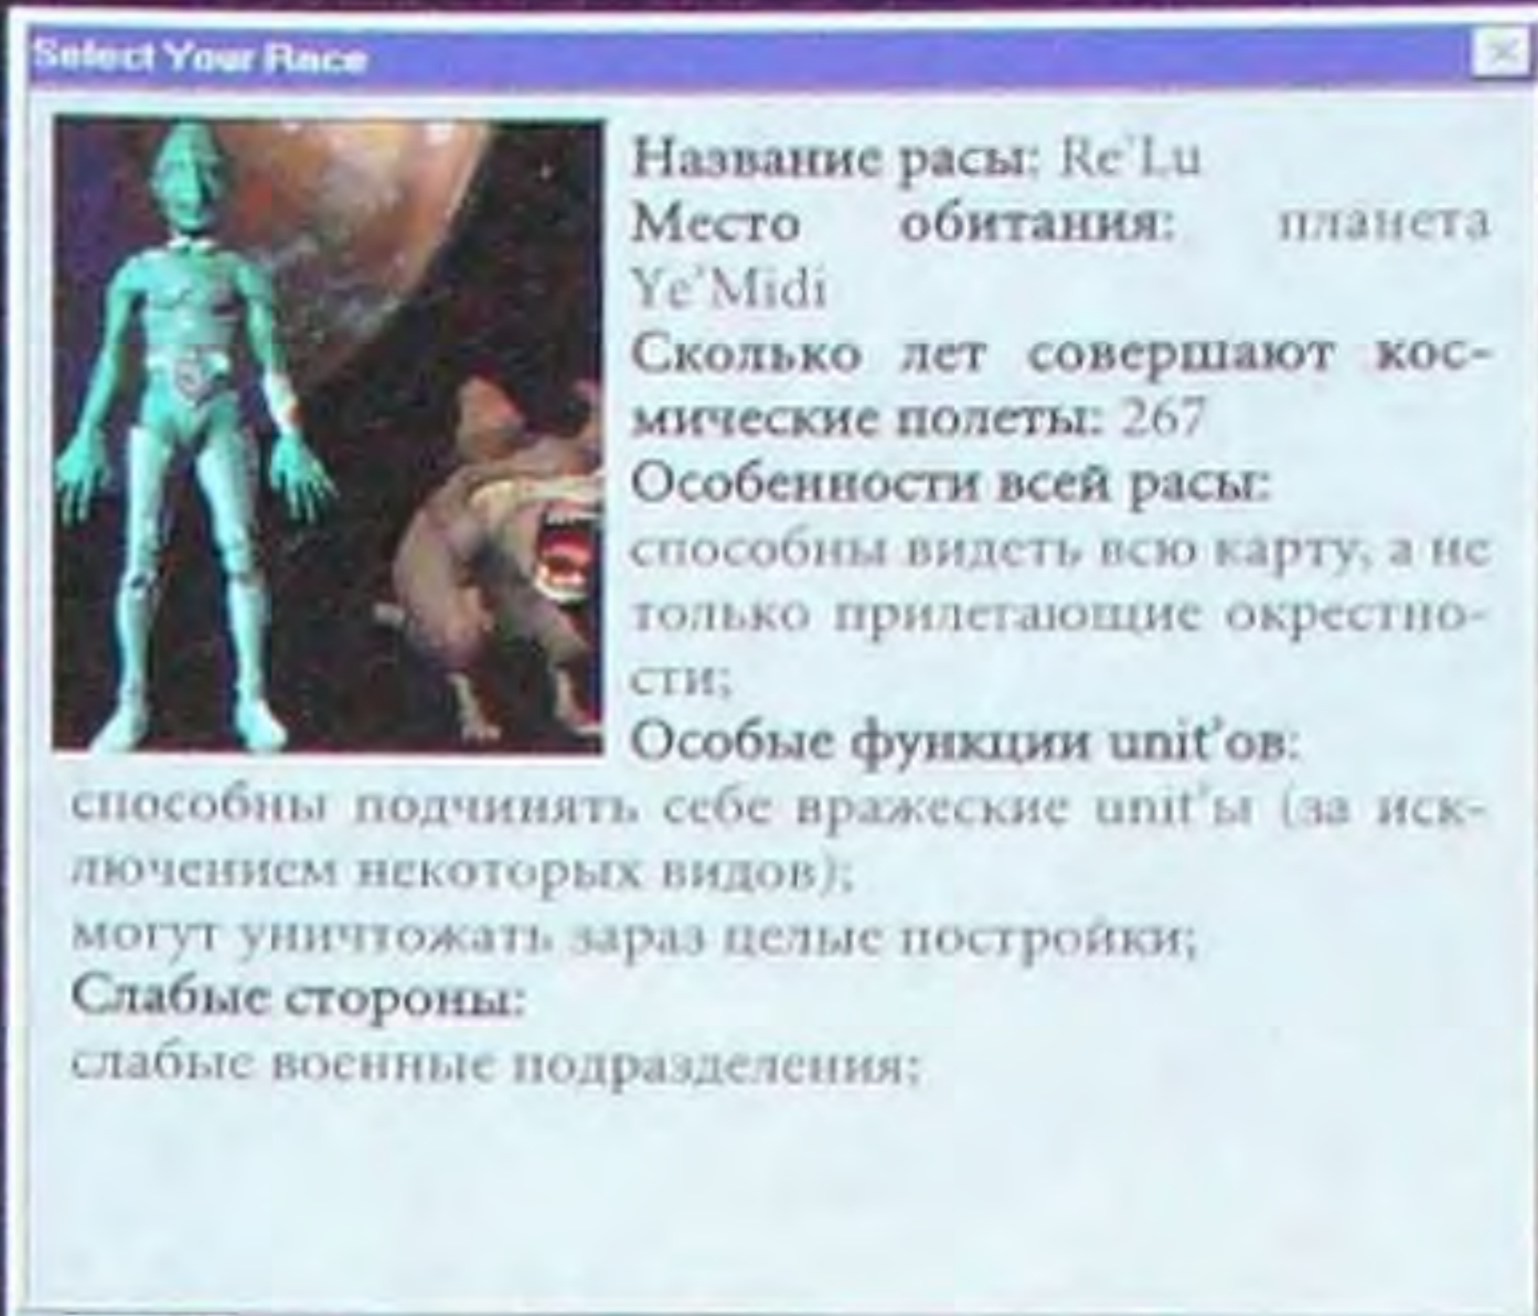 Select Your Race
Название расы: Re'Lu
Место обитания: планета
Ye'Midi
Сколько лет совершают кос-
мические полеты: 267
Особенности всей расы:
способны видеть всю карту, а не
только прилегающие окрестно-
сти;
Особые функции unit'ов:
способны подчинять себе вражеские unit'ы (за иск-
лючением некоторых видов);
могут уничтожать зараз целые постройки;
Слабые стороны:
слабые военные подразделения;